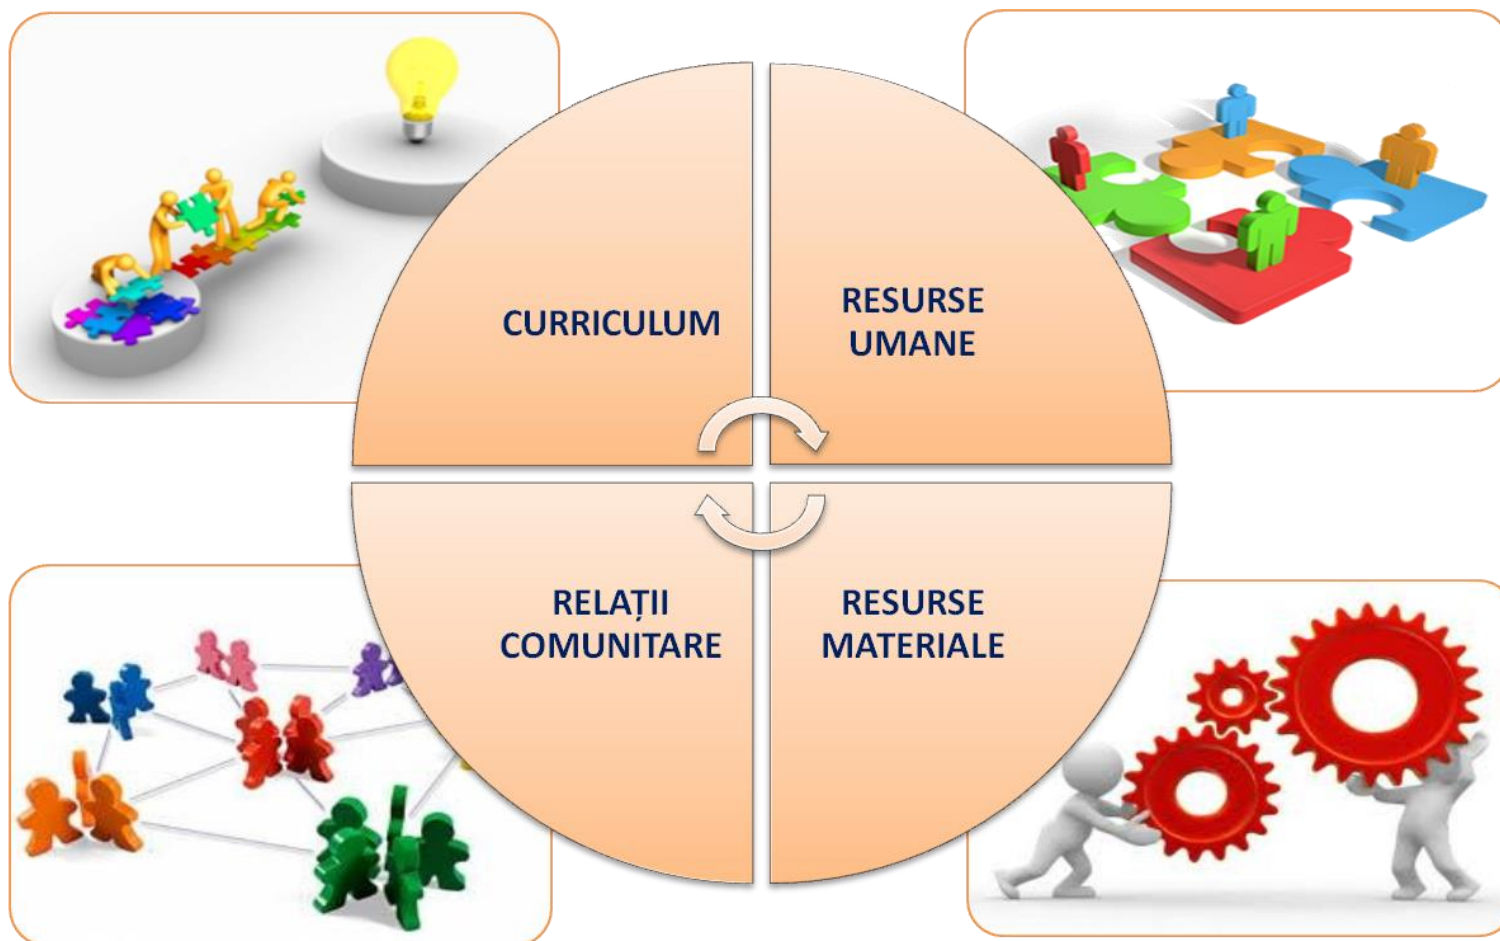 CURRICULUM
RESURSE
UMANE
RELAȚII
COMUNITARE
RESURSE
MATERIALE